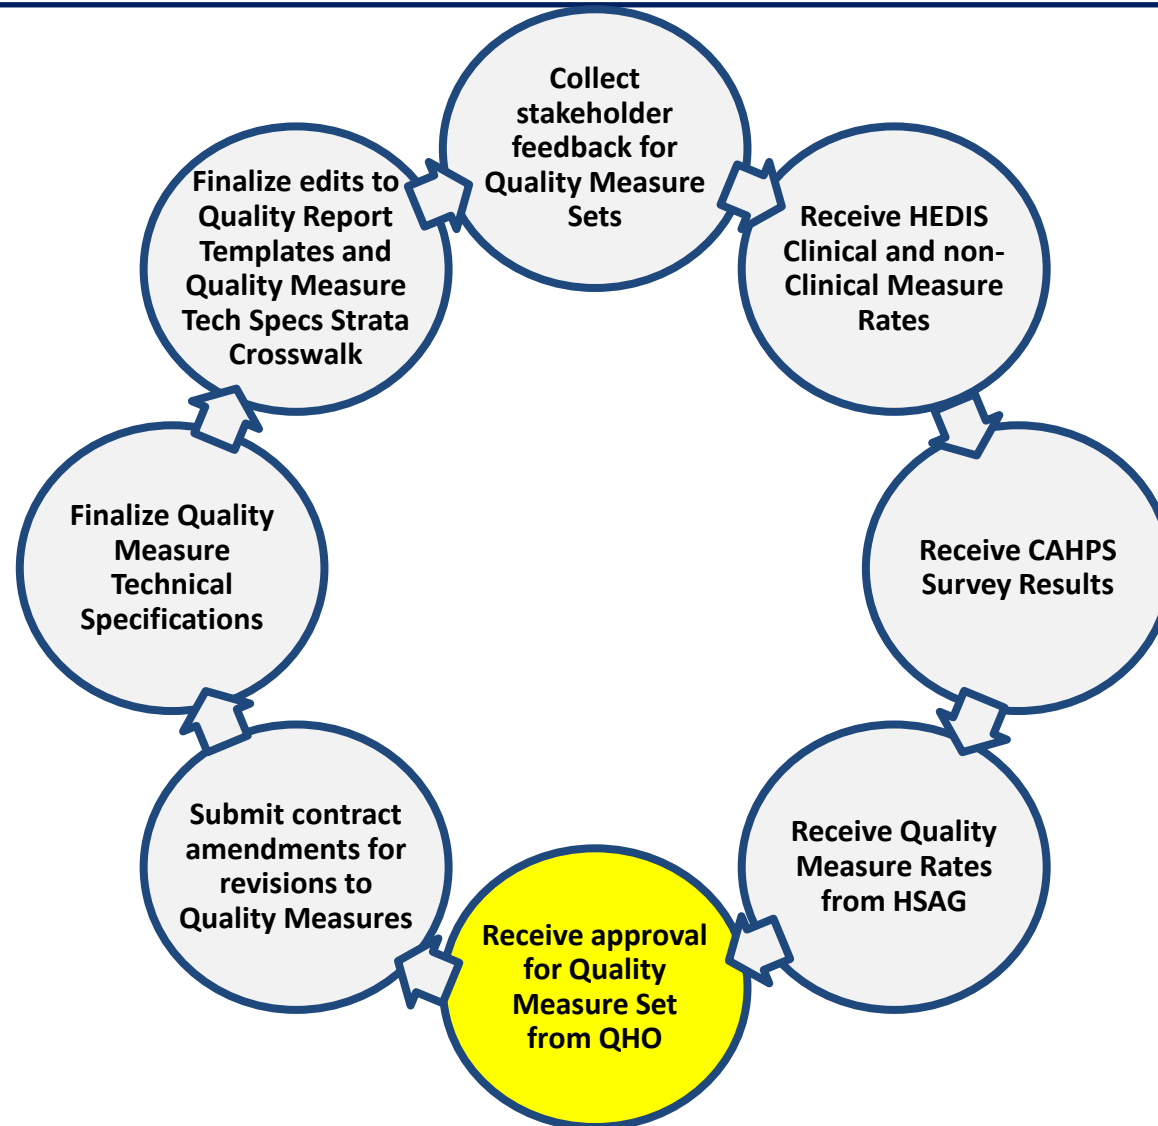 Collect
stakeholder
feedback for
Quality Measure
Sets
Receive HEDIS
Clinical and non-
Clinical Measure
Rates
Receive CAHPS
Survey Results
Receive Quality
Measure Rates
from HSAG
Receive approval
for Quality
Measure Set
from QHO
Submit contract
amendments for
revisions to
Quality Measures
Finalize Quality
Measure
Technical
Specifications
Finalize edits to
Quality Report
Templates and
Quality Measure
Tech Specs Strata
Crosswalk